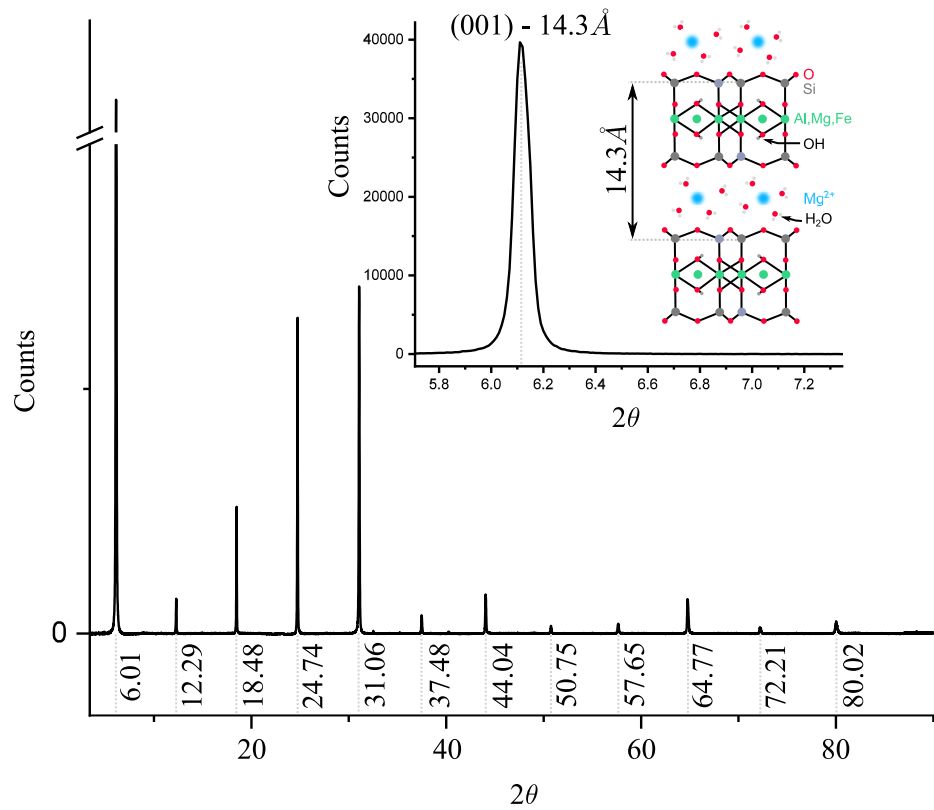 (001) - 14.3Å
Counts
40000
30000
20000
10000
0
5.8 6.0 6.2 6.4 6.6 6.8 7.0 7.2
2θ
14.3Å
O
Si
Al,Mg,Fe
OH
Mg²⁺
H₂O
Counts
0
6.01
12.29
18.48
24.74
31.06
37.48
44.04
50.75
57.65
64.77
72.21
80.02
20 40 60 80
2θ